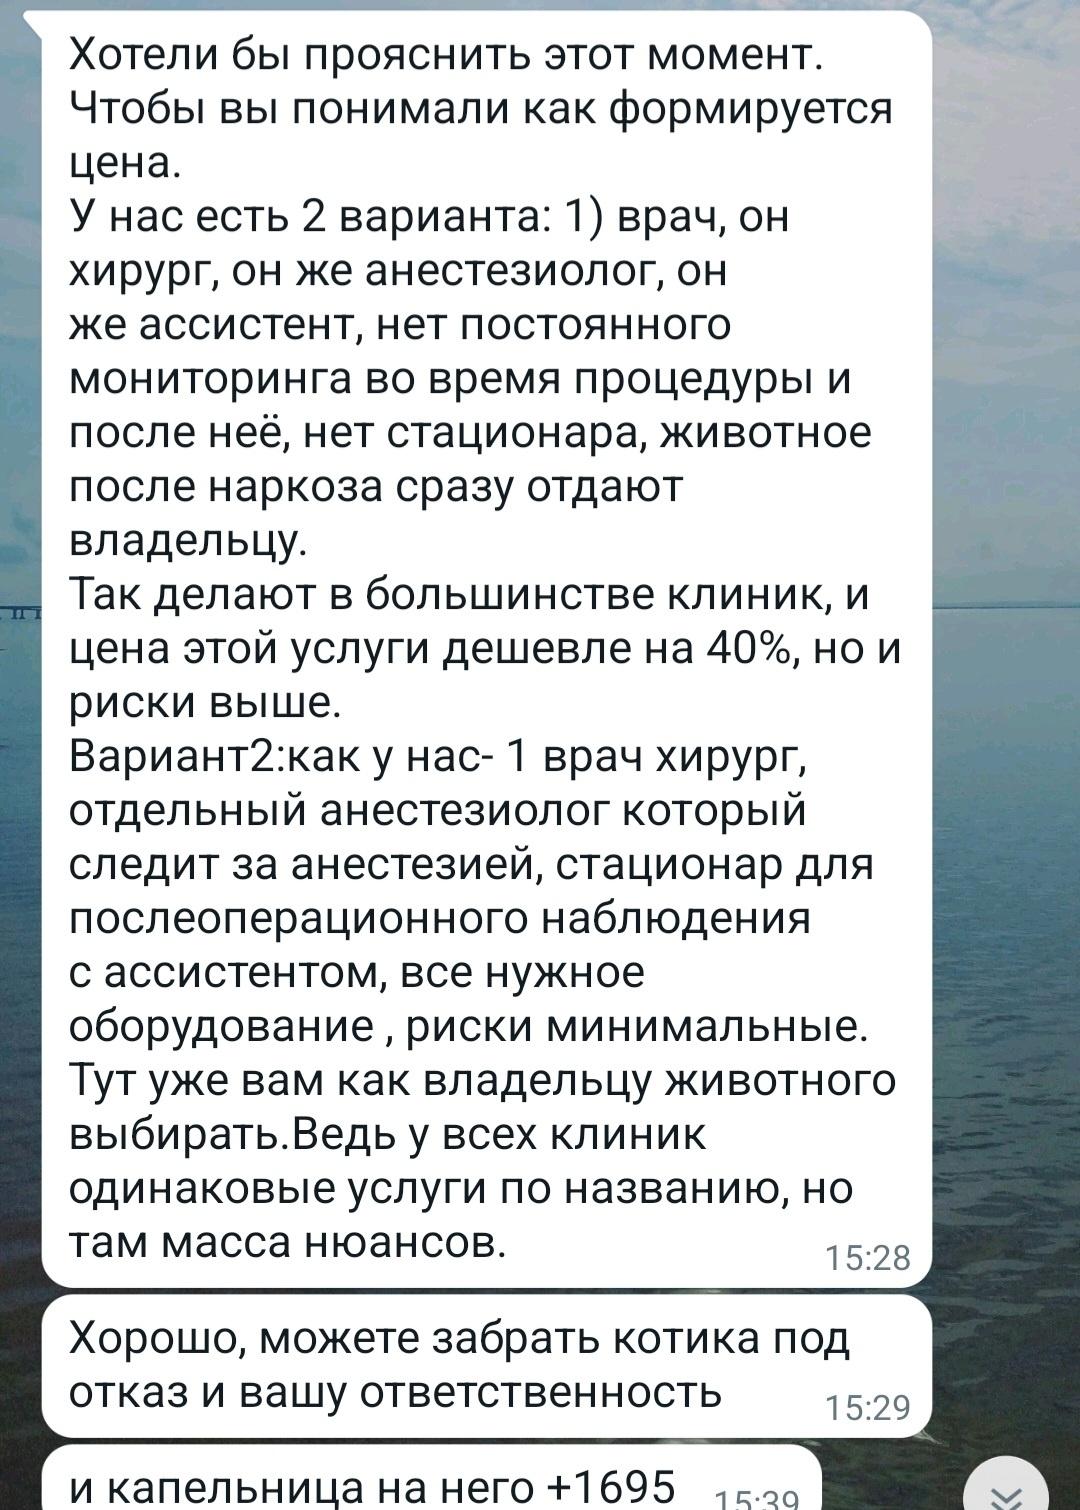 Хотели бы прояснить этот момент.
Чтобы вы понимали как формируется
цена.
У нас есть 2 варианта: 1) врач, он
хирург, он же анестезиолог, он
же ассистент, нет постоянного
мониторинга во время процедуры и
после неё, нет стационара, животное
после наркоза сразу отдают
владельцу.
Так делают в большинстве клиник, и
цена этой услуги дешевле на 40%, но и
риски выше.
Вариант2:как у нас- 1 врач хирург,
отдельный анестезиолог который
следит за анестезией, стационар для
послеоперационного наблюдения
с ассистентом, все нужное
оборудование , риски минимальные.
Тут уже вам как владельцу животного
выбирать.Ведь у всех клиник
одинаковые услуги по названию, но
там масса нюансов.
15:28
Хорошо, можете забрать котика под
отказ и вашу ответственность
15:29
и капельница на него +1695
15:39